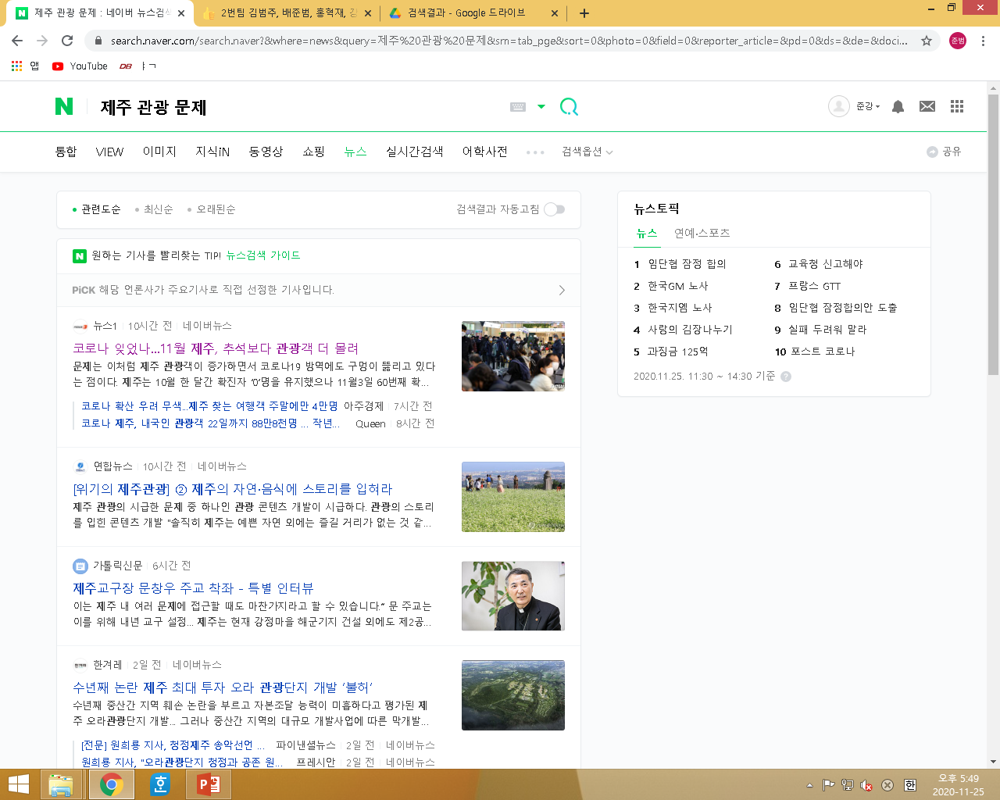 제주 관광 문제 : 네이버 뉴스검색
2번팀 김범주, 배준범, 홍혁재,
검색결과 - Google 드라이브
search.naver.com/search.naver?&where=news&query=제주%20관광%20문제&sm=tab_pge&sort=0&photo=0&field=0&reporter_article=&pd=0&ds=&de=&doci...
준범
앱
YouTube
DB
ㅑㄱ
N
제주 관광 문제
준강
통합
VIEW
이미지
지식iN
동영상
쇼핑
뉴스
실시간검색
어학사전
검색옵션
공유
관련도순
최신순
오래된순
검색결과 자동고침
N 원하는 기사를 빨리찾는 TIP! 뉴스검색 가이드
PiCK 해당 언론사가 주요기사로 직접 선정한 기사입니다.
뉴스1 10시간 전 네이버뉴스
코로나 잊었나...11월 제주, 추석보다 관광객 더 몰려
문제는 이처럼 제주 관광객이 증가하면서 코로나19 방역에도 구멍이 뚫리고 있다
는 점이다. 제주는 10월 한 달간 확진자 '0'명을 유지했으나 11월3일 60번째 확...
코로나 확산 우려 무색...제주 찾는 여행객 주말에만 4만명 아주경제 7시간 전
코로나 제주, 내국인 관광객 22일까지 88만8천명 ... 작년... Queen 8시간 전
연합뉴스 10시간 전 네이버뉴스
[위기의 제주관광] ② 제주의 자연·음식에 스토리를 입혀라
제주 관광의 시급한 문제 중 하나인 관광 콘텐츠 개발이 시급하다. 관광의 스토리
를 입힌 콘텐츠 개발 "솔직히 제주는 예쁜 자연 외에는 즐길 거리가 없는 것 같...
가톨릭신문 6시간 전
제주교구장 문창우 주교 착좌 - 특별 인터뷰
이는 제주 내 여러 문제에 접근할 때도 마찬가지라고 할 수 있습니다." 문 주교는
이를 위해 내년 교구 설정... 제주는 현재 강정마을 해군기지 건설 외에도 제2공...
한겨레 2일 전 네이버뉴스
수년째 논란 제주 최대 투자 오라 관광단지 개발 '불허'
수년째 중산간 지역 훼손 논란을 부르고 자본조달 능력이 미흡하다고 평가된 제
주 오라관광단지 개발... 그러나 중산간 지역의 대규모 개발사업에 따른 막개발...
[전문] 원희룡 지사, 청정제주 송악선언 ... 파이낸셜뉴스 2일 전 네이버뉴스
원희룡 지사, "오라관광단지 청정과 공존 원... 프레시안 2일 전 네이버뉴스
뉴스토픽
뉴스
연예·스포츠
1 임단협 잠정 합의
2 한국GM 노사
3 한국지엠 노사
4 사랑의 김장나누기
5 과징금 125억
6 교육청 신고해야
7 프랑스 GTT
8 임단협 잠정합의안 도출
9 실패 두려워 말라
10 포스트 코로나
2020.11.25. 11:30 ~ 14:30 기준
호
P
한
오후 5:49
2020-11-25